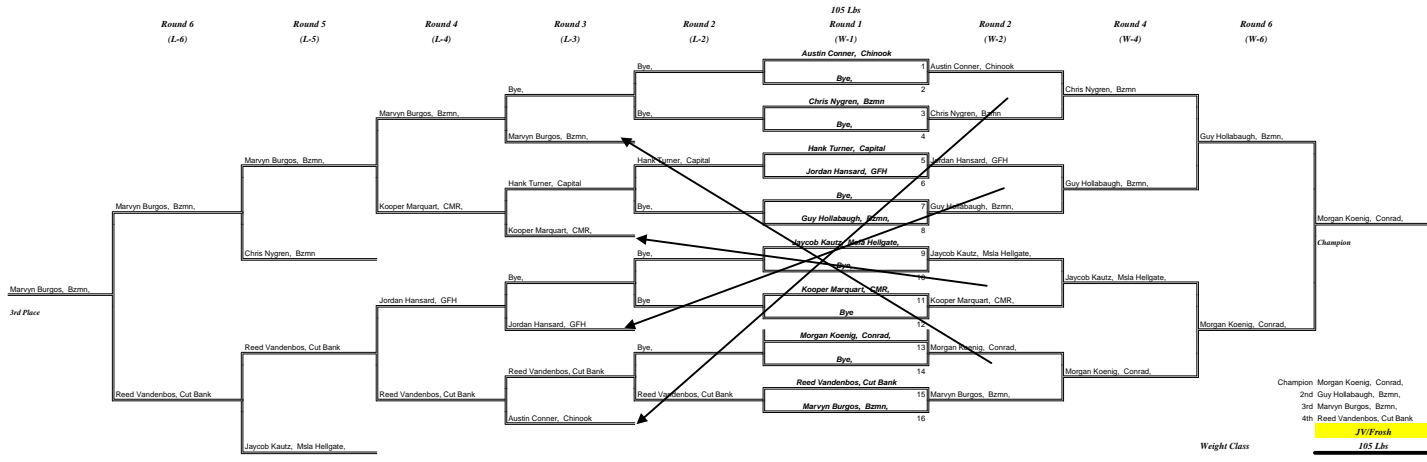 105 Lbs
Round 6 Round 5 Round 4 Round 3 Round 2 Round 1 Round 2 Round 4 Round 6
(L-6) (L-5) (L-4) (L-3) (L-2) (W-1) (W-2) (W-4) (W-6)
Austin Conner, Chinook
Bye, 1 Austin Conner, Chinook
Bye,
Bye, 2 Chris Nygren, Bzmn
Chris Nygren, Bzmn
Marvyn Burgos, Bzmn, Bye, 3 Chris Nygren, Bzmn
Bye,
Marvyn Burgos, Bzmn, 4 Guy Hollabaugh, Bzmn,
Hank Turner, Capital
Marvyn Burgos, Bzmn, Hank Turner, Capital 5 Jordan Hansard, GFH
Jordan Hansard, GFH
Hank Turner, Capital 6 Guy Hollabaugh, Bzmn,
Bye,
Marvyn Burgos, Bzmn, Kooper Marquart, CMR, Bye, 7 Guy Hollabaugh, Bzmn,
Guy Hollabaugh, Bzmn, Morgan Koenig, Conrad,
Kooper Marquart, CMR, 8
Jaycob Kautz, Msla Hellgate, Champion
Chris Nygren, Bzmn Bye, 9 Jaycob Kautz, Msla Hellgate,
Bye,
Bye, 10 Jaycob Kautz, Msla Hellgate,
Marvyn Burgos, Bzmn, Kooper Marquart, CMR,
Jordan Hansard, GFH Bye 11 Kooper Marquart, CMR,
3rd Place Bye
Jordan Hansard, GFH 12 Morgan Koenig, Conrad,
Morgan Koenig, Conrad,
Reed Vandenbos, Cut Bank Bye, 13 Morgan Koenig, Conrad,
Bye,
Reed Vandenbos, Cut Bank 14 Morgan Koenig, Conrad,
Reed Vandenbos, Cut Bank Champion Morgan Koenig, Conrad,
Reed Vandenbos, Cut Bank Reed Vandenbos, Cut Bank Reed Vandenbos, Cut Bank 15 Marvyn Burgos, Bzmn, 2nd Guy Hollabaugh, Bzmn,
Marvyn Burgos, Bzmn, 3rd Marvyn Burgos, Bzmn,
Austin Conner, Chinook 16 4th Reed Vandenbos, Cut Bank
JV/Frosh
Jaycob Kautz, Msla Hellgate, Weight Class 105 Lbs